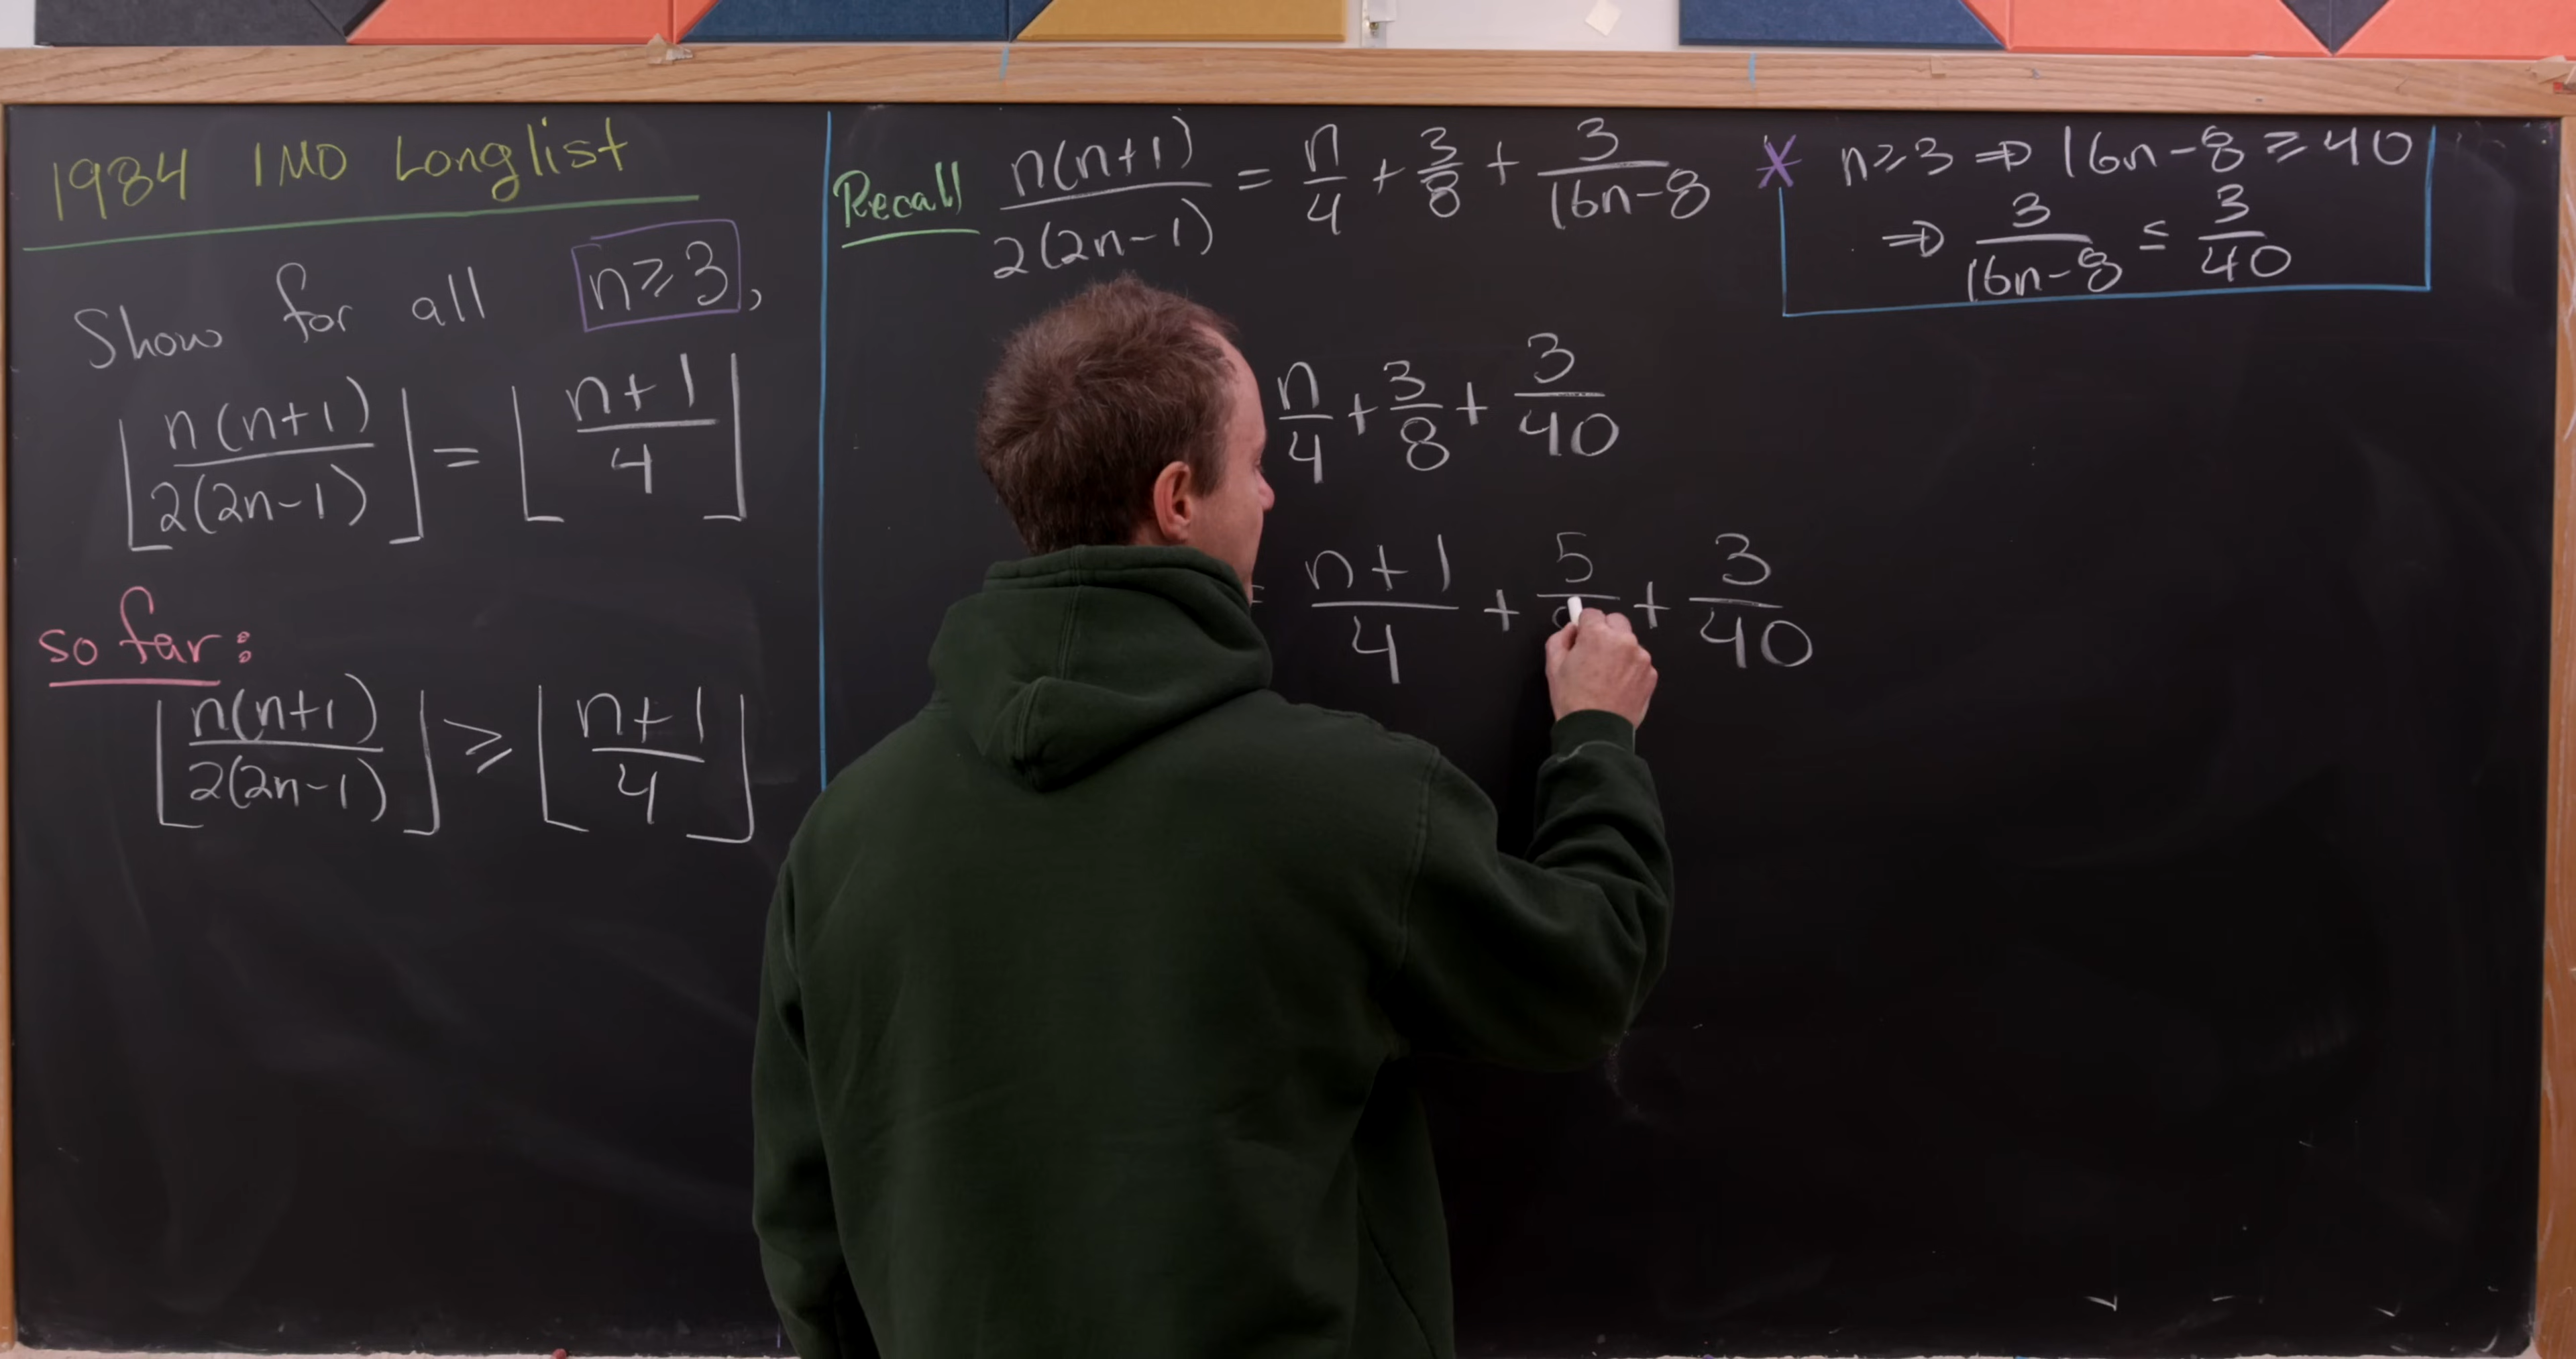 1984 IMO Longlist
Show for all n≥3,
⌊n(n+1)/2(2n-1)⌋ = ⌊n+1/4⌋
so far:
⌊n(n+1)/2(2n-1)⌋ ≥ ⌊n+1/4⌋
Recall n(n+1)/2(2n-1) = n/4 + 3/8 + 3/16n-8
n/4 + 3/8 + 3/40
= n+1/4 + 5/ + 3/40
* n≥3 ⇒ 16n-8 ≥ 40
⇒ 3/16n-8 ≤ 3/40